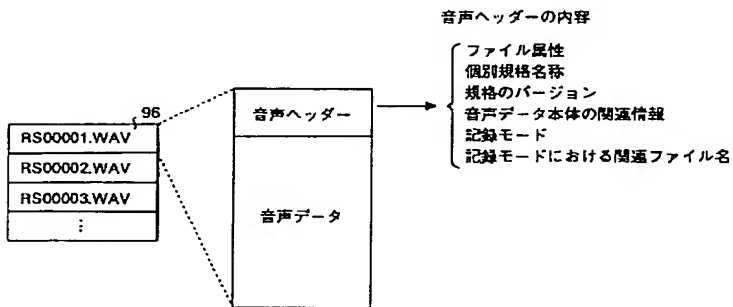 音声ヘッダーの内容
ファイル属性
個別規格名称
規格のバージョン
音声データ本体の関連情報
記録モード
記録モードにおける関連ファイル名
音声ヘッダー
96
RS00001.WAV
RS00002.WAV
RS00003.WAV
⋮
音声データ